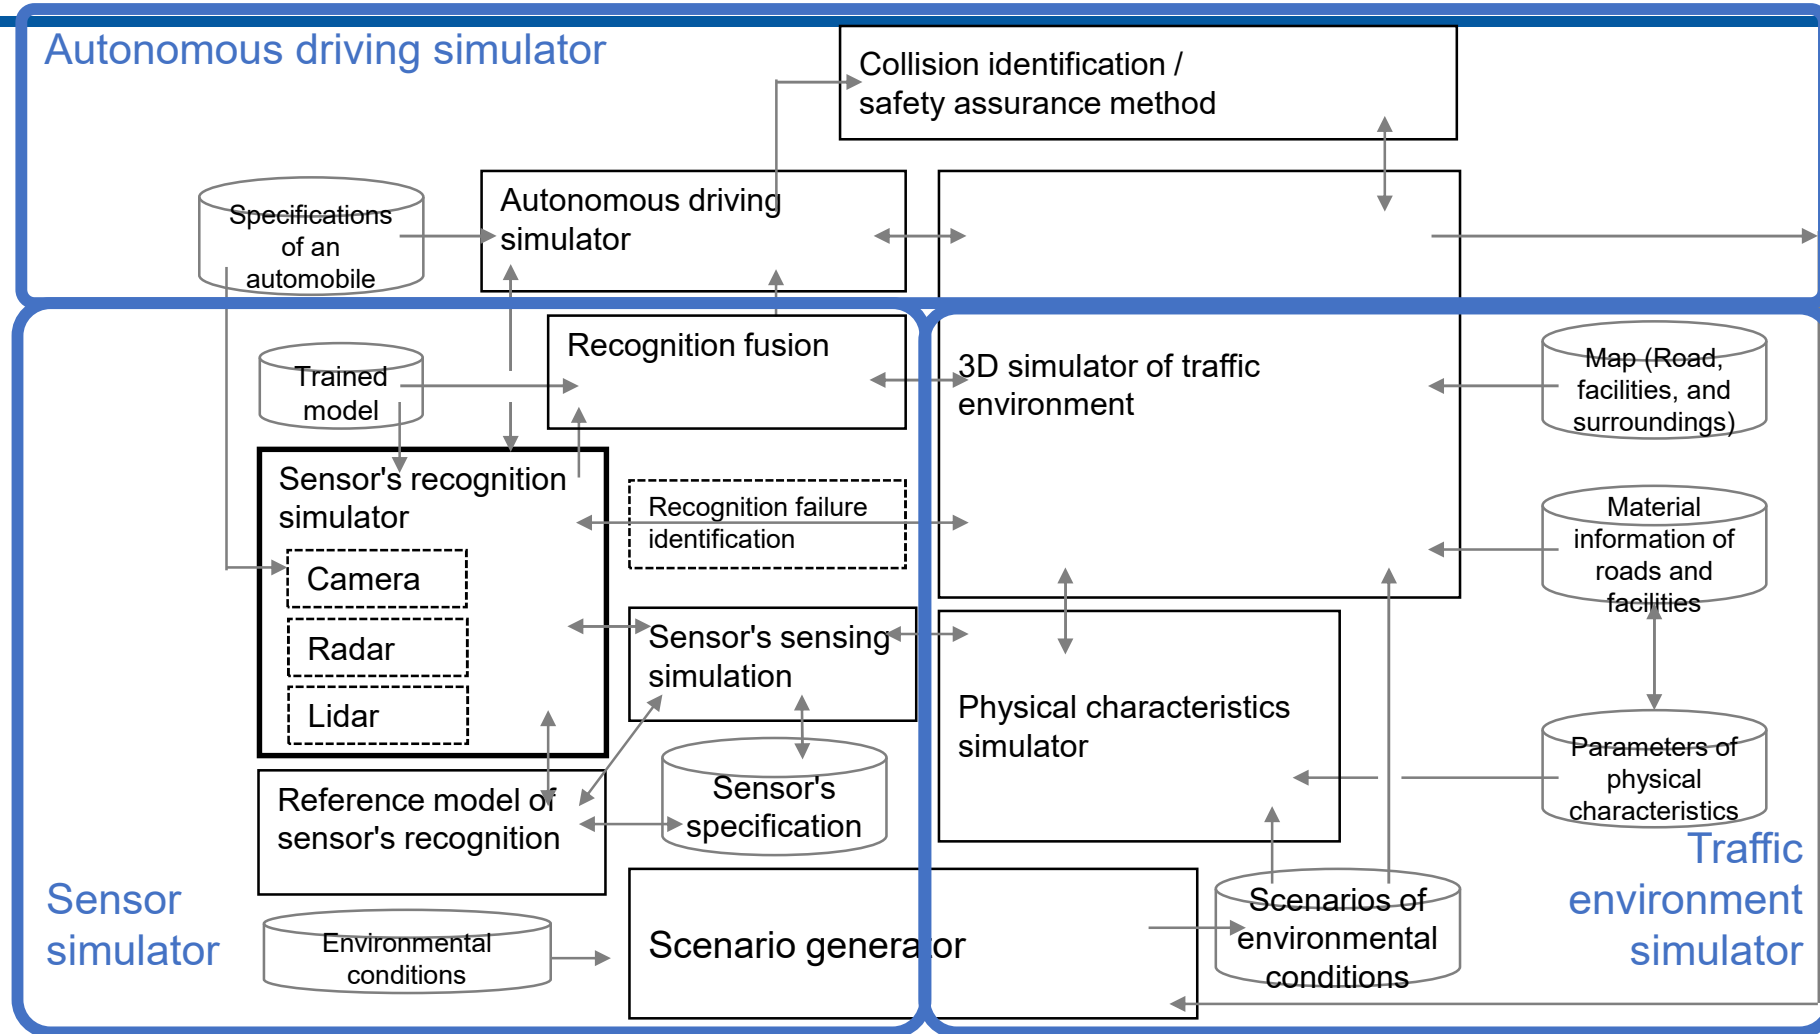 Autonomous driving simulator
Collision identification /
safety assurance method
Specifications
of an
automobile
Autonomous driving
simulator
Recognition fusion
Trained
model
3D simulator of traffic
environment
Map (Road,
facilities, and
surroundings)
Sensor's recognition
simulator
Camera
Radar
Lidar
Recognition failure
identification
Material
information of
roads and
facilities
Sensor's sensing
simulation
Physical characteristics
simulator
Parameters of
physical
characteristics
Reference model of
sensor's recognition
Sensor's
specification
Traffic
environment
simulator
Sensor
simulator
Environmental
conditions
Scenario generator
Scenarios of
environmental
conditions